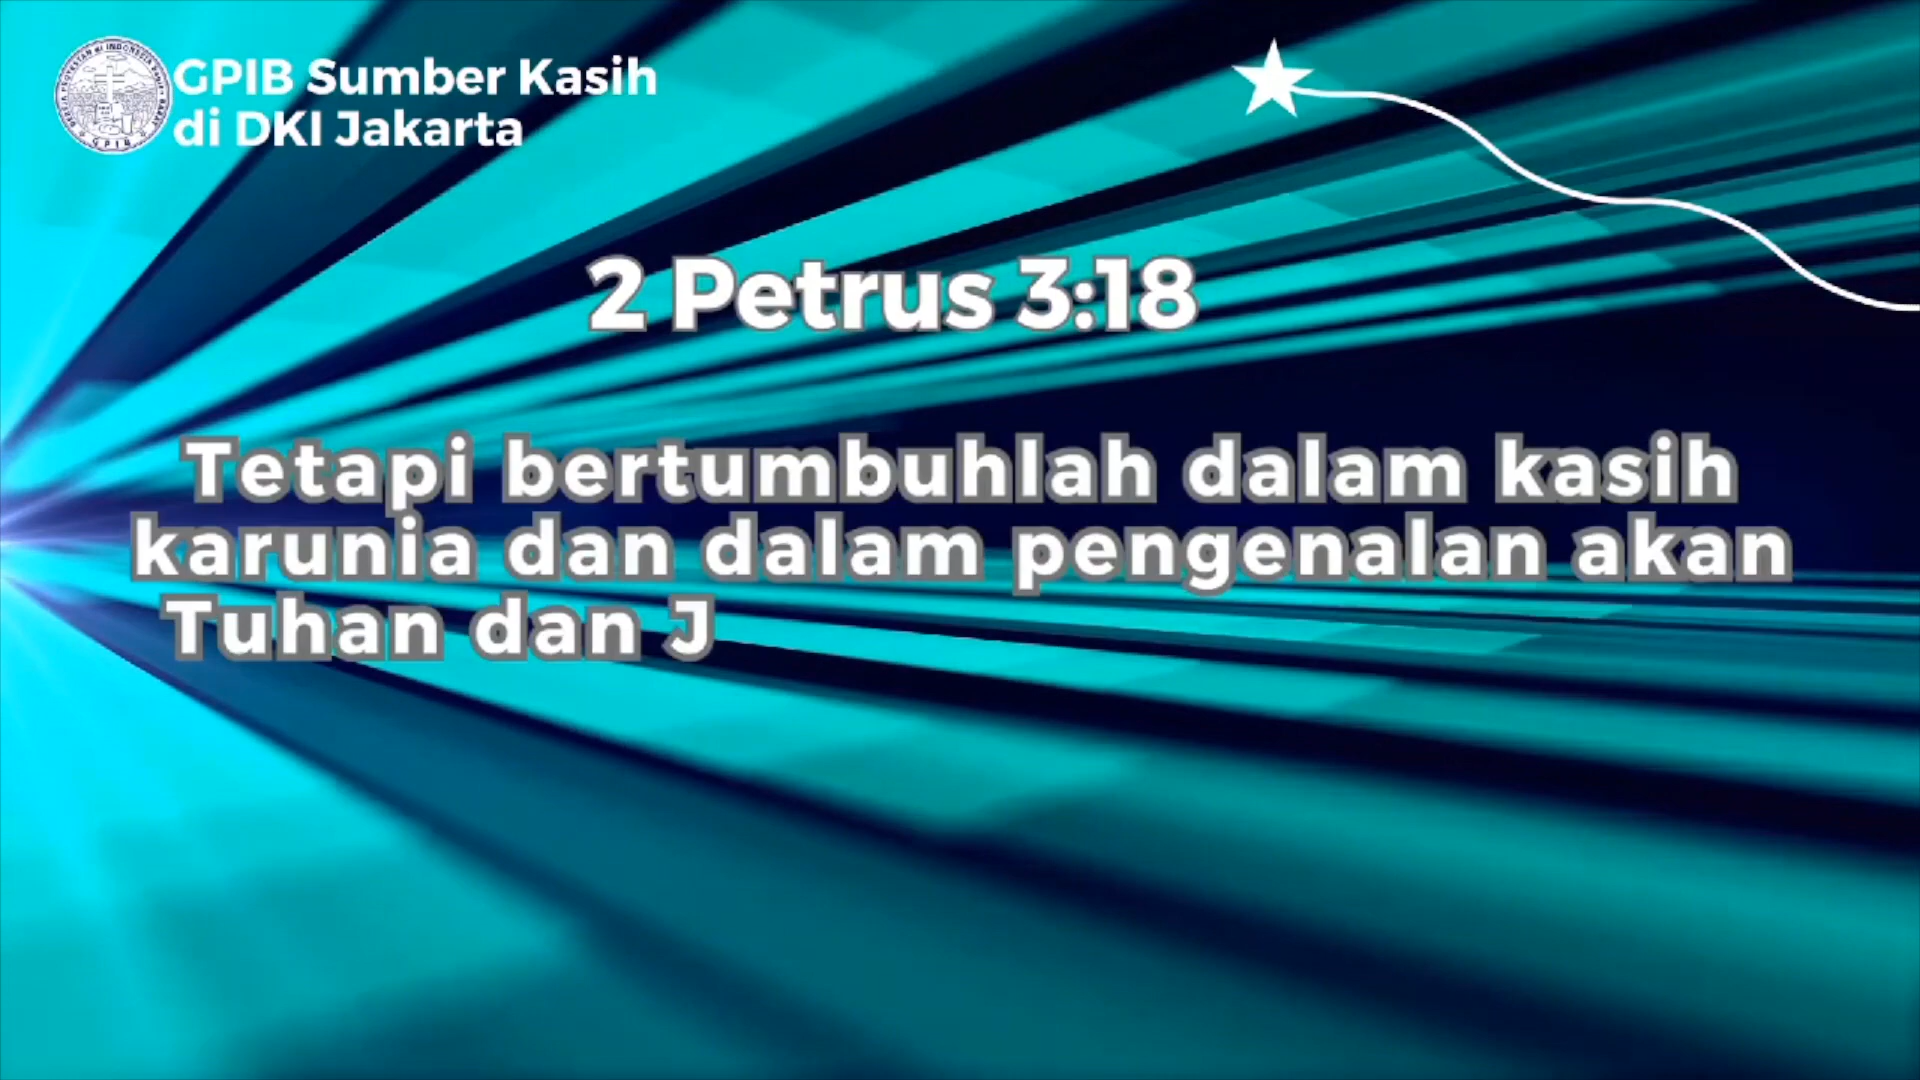 GPIB Sumber Kasih
di DKI Jakarta
2 Petrus 3:18
Tetapi bertumbuhlah dalam kasih
karunia dan dalam pengenalan akan
Tuhan dan J